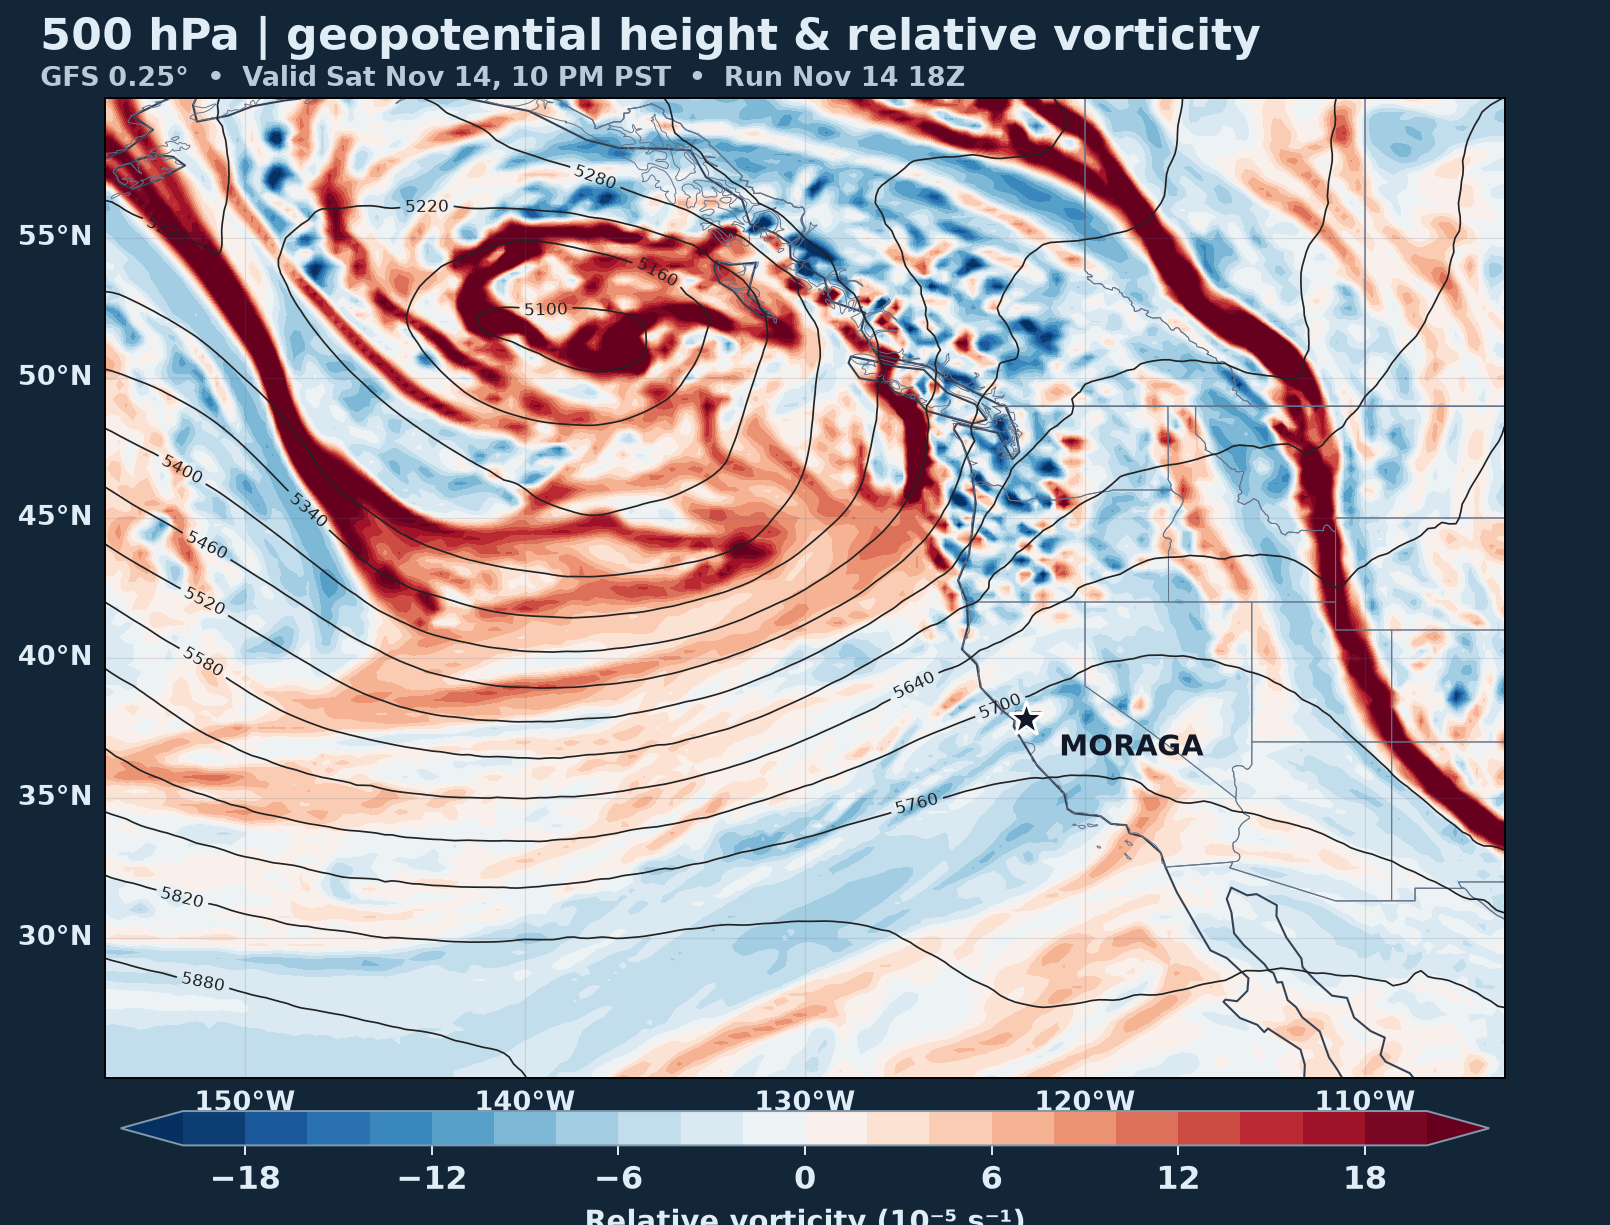 500 hPa | geopotential height & relative vorticity
GFS 0.25° • Valid Sat Nov 14, 10 PM PST • Run Nov 14 18Z
5280
5220
5220
5160
5100
55°N
50°N
5400
5340
45°N
5460
5520
5580
40°N
5640
5700
MORAGA
5760
35°N
5820
30°N
5880
150°W 140°W 130°W 120°W 110°W
−18 −12 −6 0 6 12 18
Relative vorticity (10⁻⁵ s⁻¹)